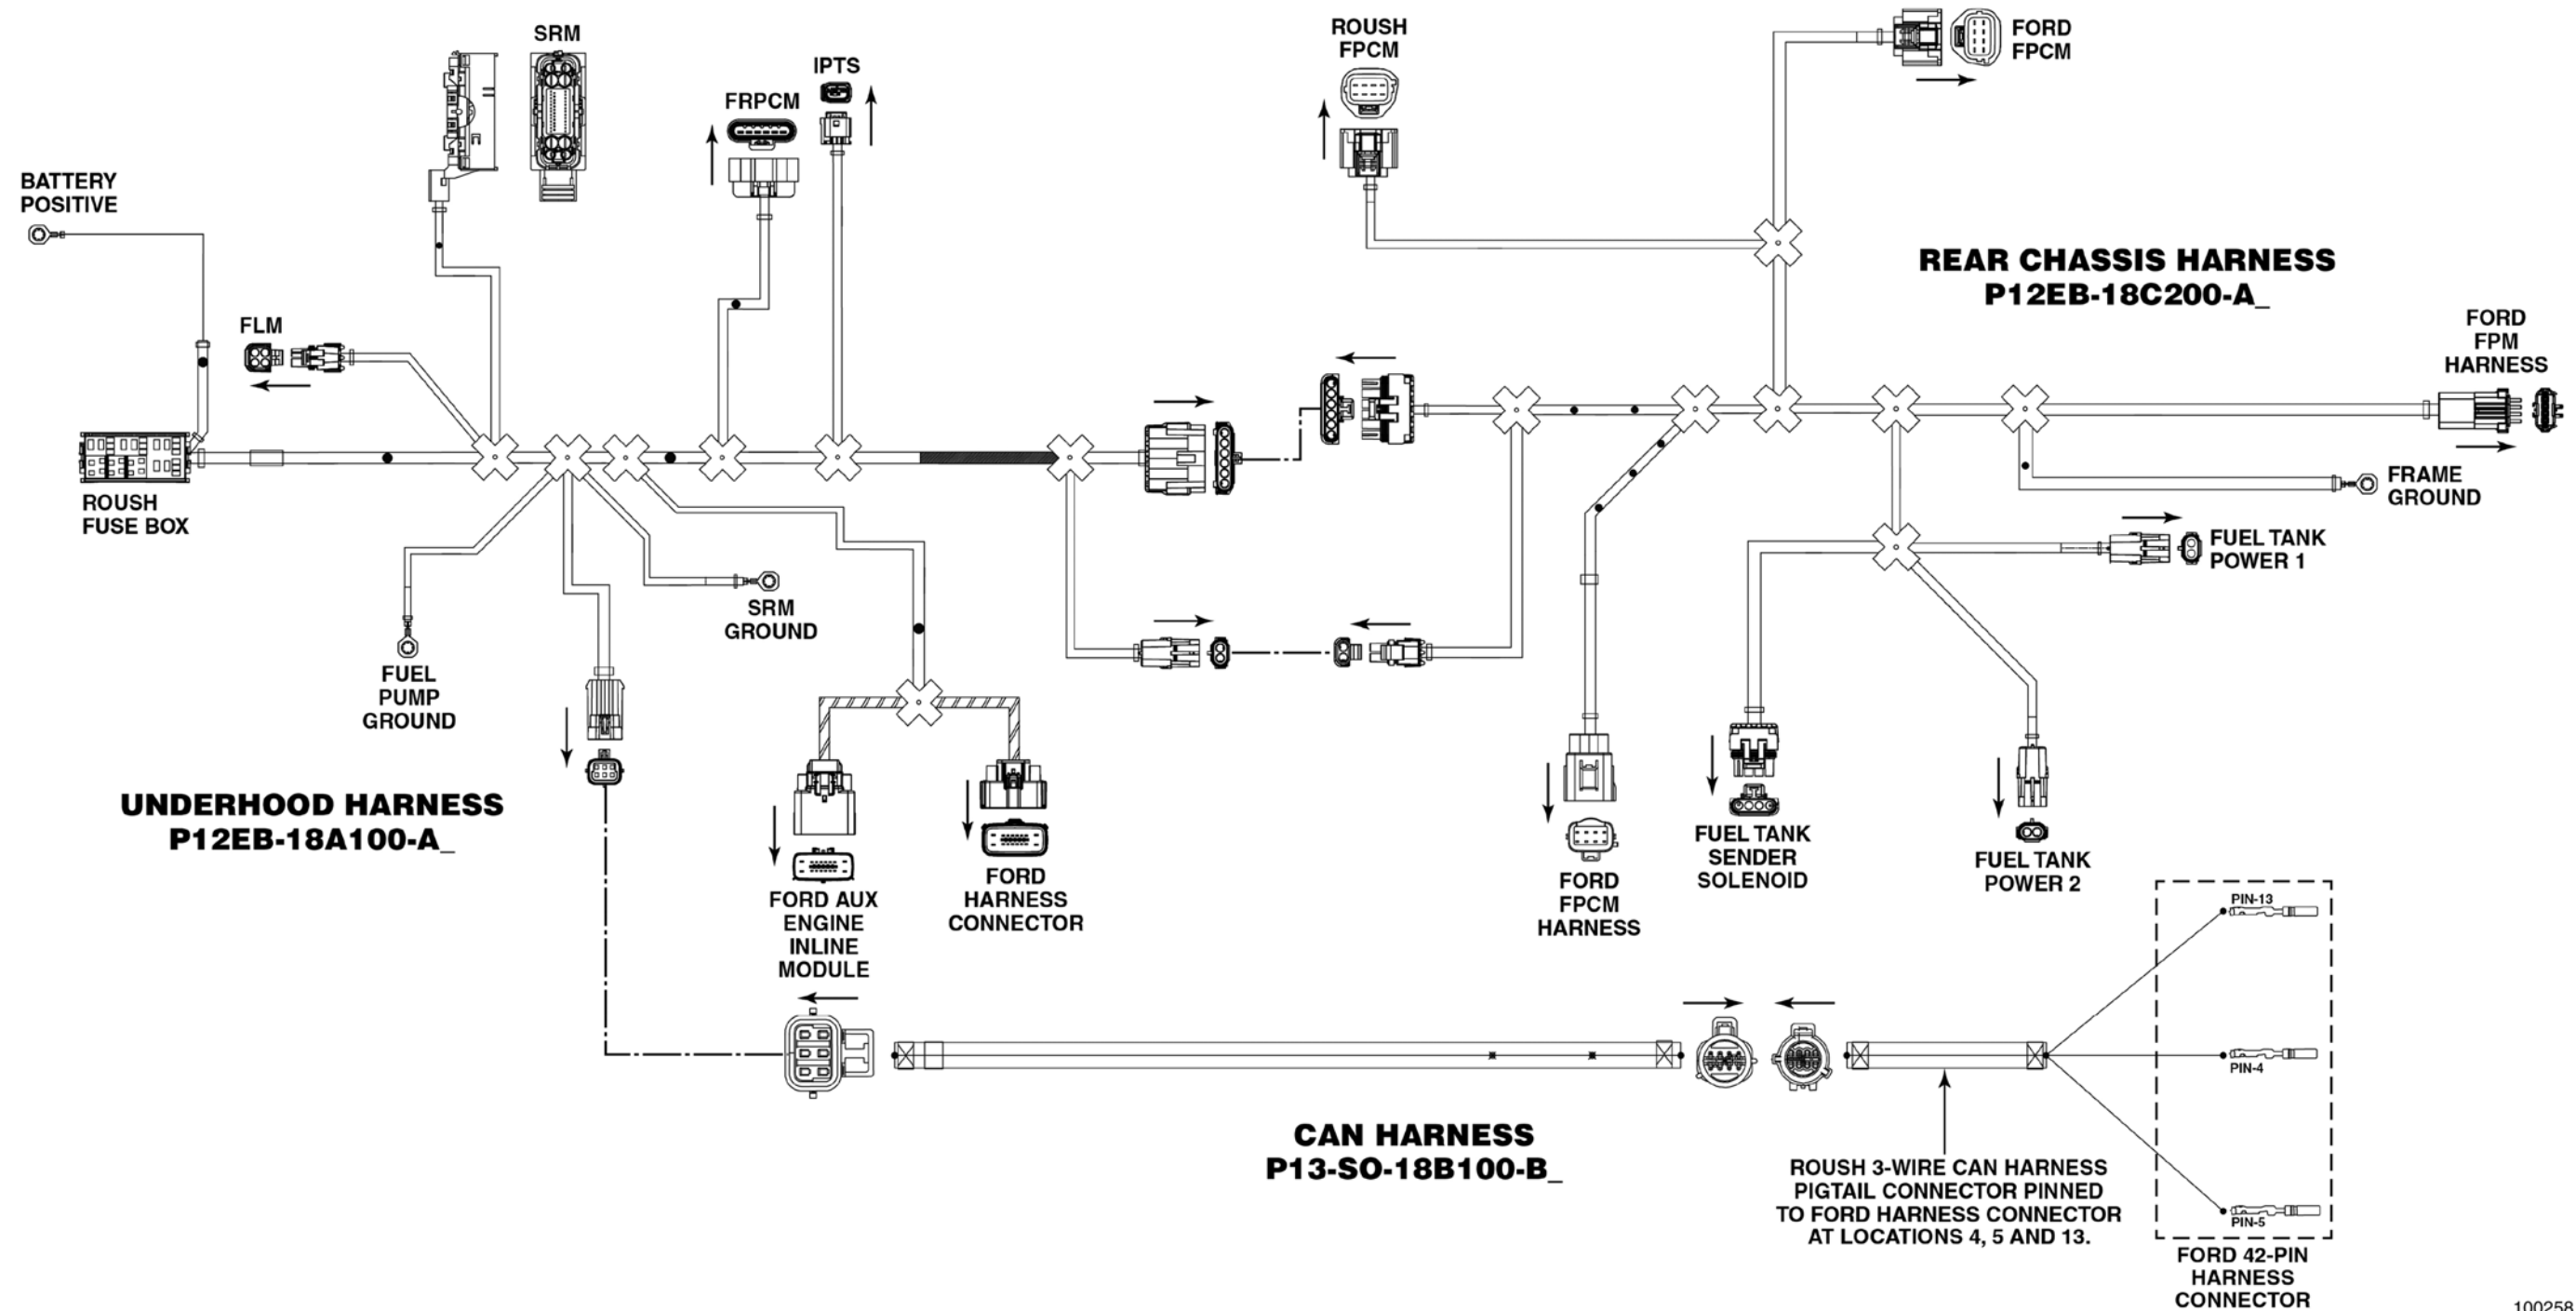 SRM
IPTS
FRPCM
BATTERY
POSITIVE
FLM
ROUSH
FUSE BOX
SRM
GROUND
FUEL
PUMP
GROUND
UNDERHOOD HARNESS
P12EB-18A100-A_
FORD AUX
ENGINE
INLINE
MODULE
FORD
HARNESS
CONNECTOR
ROUSH
FPCM
FORD
FPCM
REAR CHASSIS HARNESS
P12EB-18C200-A_
FORD
FPM
HARNESS
FRAME
GROUND
FUEL TANK
POWER 1
FUEL TANK
SENDER
SOLENOID
FUEL TANK
POWER 2
FORD
FPCM
HARNESS
CAN HARNESS
P13-SO-18B100-B_
ROUSH 3-WIRE CAN HARNESS
PIGTAIL CONNECTOR PINNED
TO FORD HARNESS CONNECTOR
AT LOCATIONS 4, 5 AND 13.
PIN-13
PIN-4
PIN-5
FORD 42-PIN
HARNESS
CONNECTOR
100258